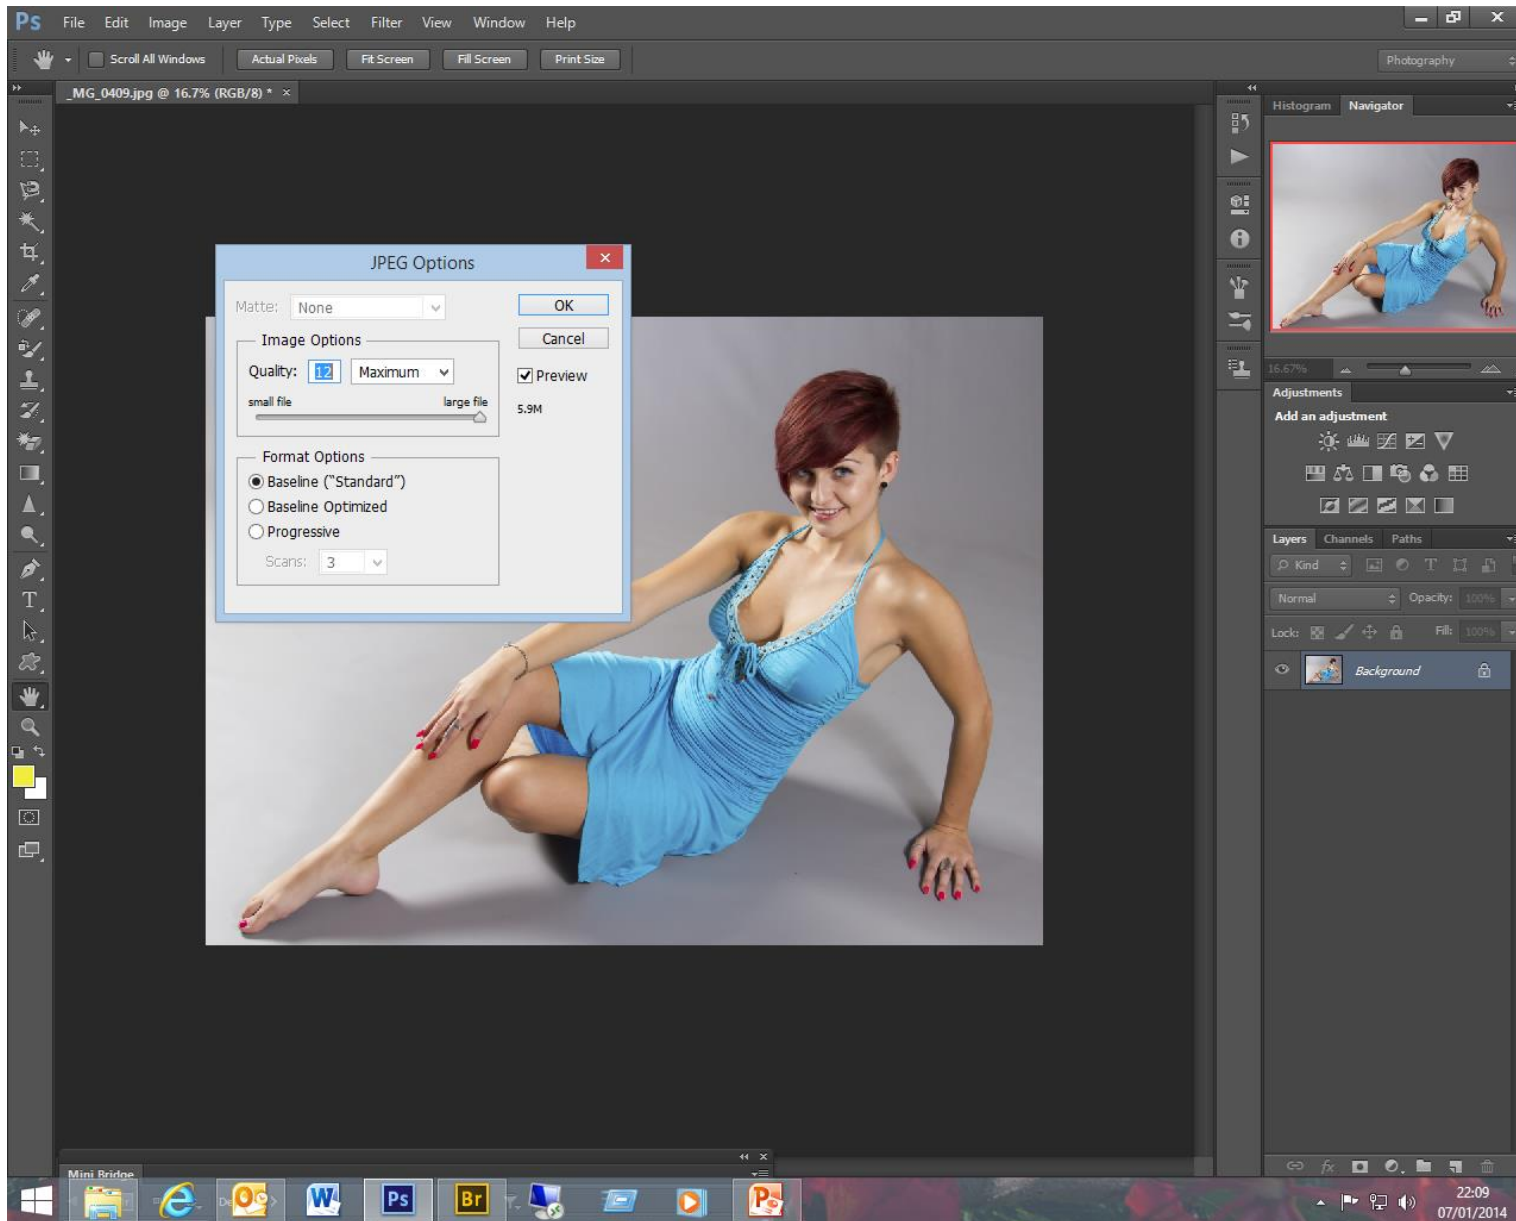 Ps File Edit Image Layer Type Select Filter View Window Help
Scroll All Windows Actual Pixels Fit Screen Fill Screen Print Size Photography
_MG_0409.jpg @ 16.7% (RGB/8) * ×
Histogram Navigator
JPEG Options
Matte: None
OK
Image Options
Cancel
Quality: 12 Maximum
Preview
small file large file
5.9M
Format Options
Baseline (“Standard”)
Baseline Optimized
Progressive
Scans: 3
16.67%
Adjustments
Add an adjustment
Layers Channels Paths
Kind
Normal Opacity: 100%
Lock: Fill: 100%
Background
Mini Bridge
Ps Br
22:09
07/01/2014